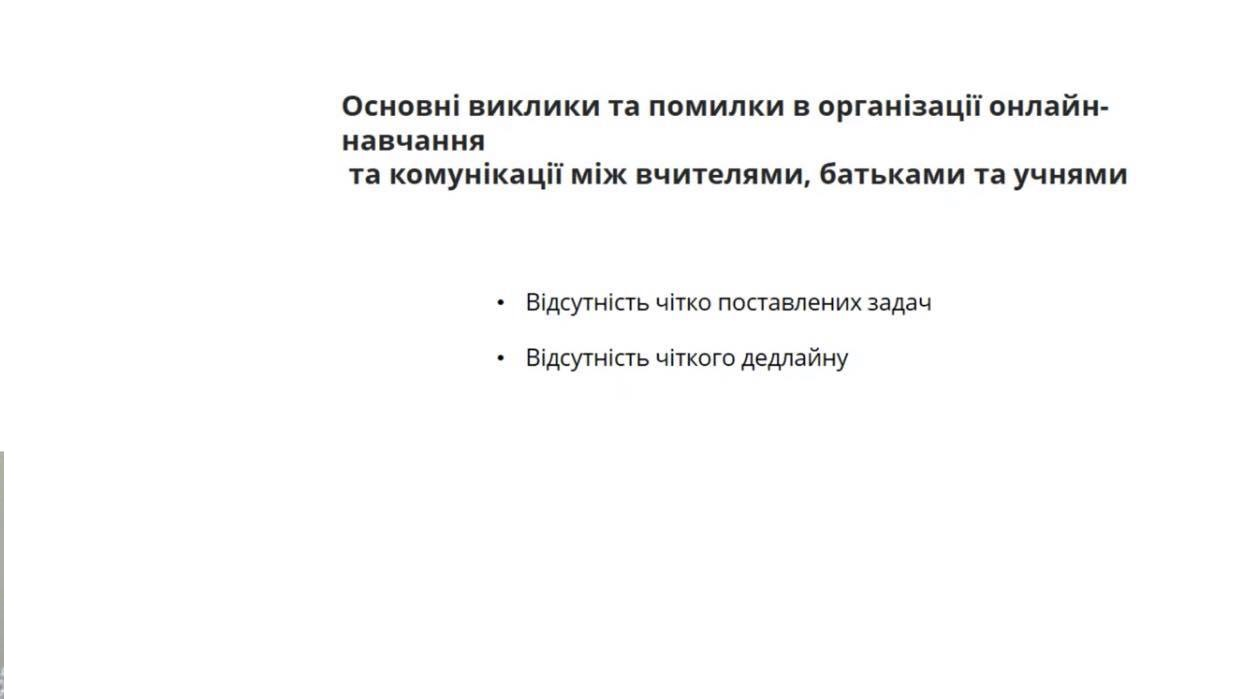 Основні виклики та помилки в організації онлайн-
навчання
та комунікації між вчителями, батьками та учнями
• Відсутність чітко поставлених задач
• Відсутність чіткого дедлайну